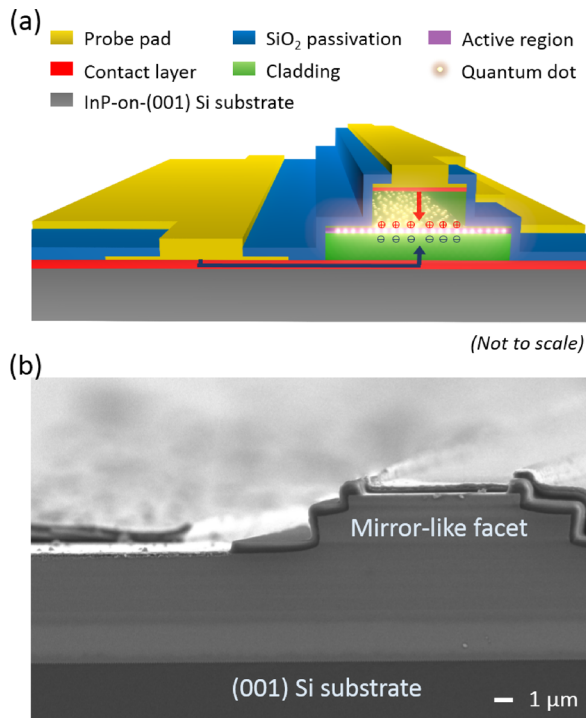 (a)
Probe pad
SiO₂ passivation
Active region
Contact layer
Cladding
Quantum dot
InP-on-(001) Si substrate
(Not to scale)
(b)
Mirror-like facet
(001) Si substrate
1 μm